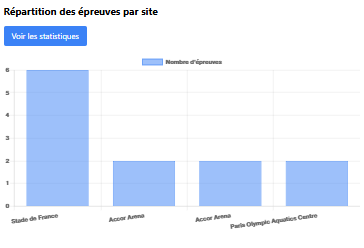 Répartition des épreuves par site
Voir les statistiques
Nombre d'épreuves
6
5
4
3
2
1
0
Stade de France
Accor Arena
Accor Arena
Paris Olympic Aquatics Centre